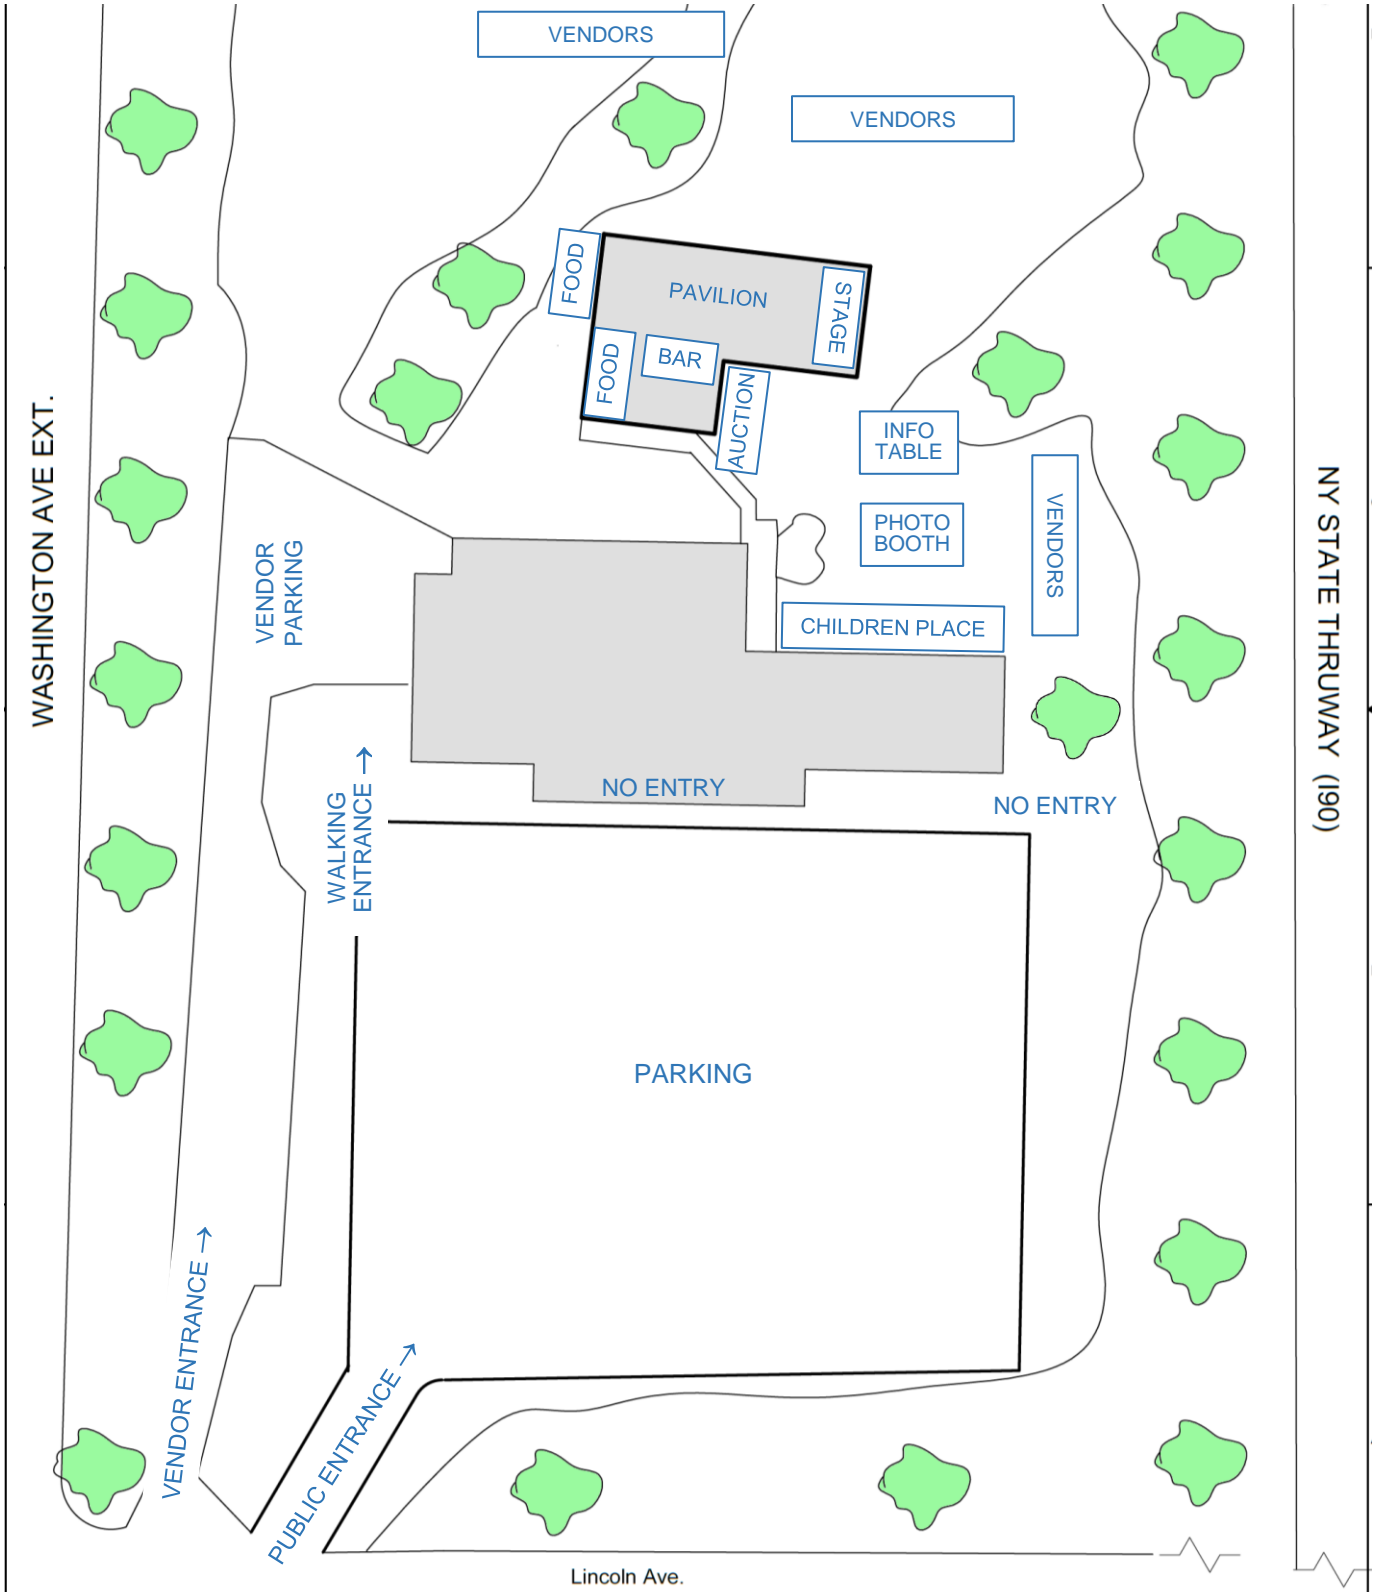 VENDORS
VENDORS
FOOD
PAVILION
STAGE
FOOD
BAR
AUCTION
INFO
TABLE
WASHINGTON AVE EXT.
VENDOR
PARKING
PHOTO
BOOTH
VENDORS
NY STATE THRUWAY (I90)
CHILDREN PLACE
NO ENTRY
NO ENTRY
WALKING
ENTRANCE →
PARKING
VENDOR ENTRANCE →
PUBLIC ENTRANCE →
Lincoln Ave.